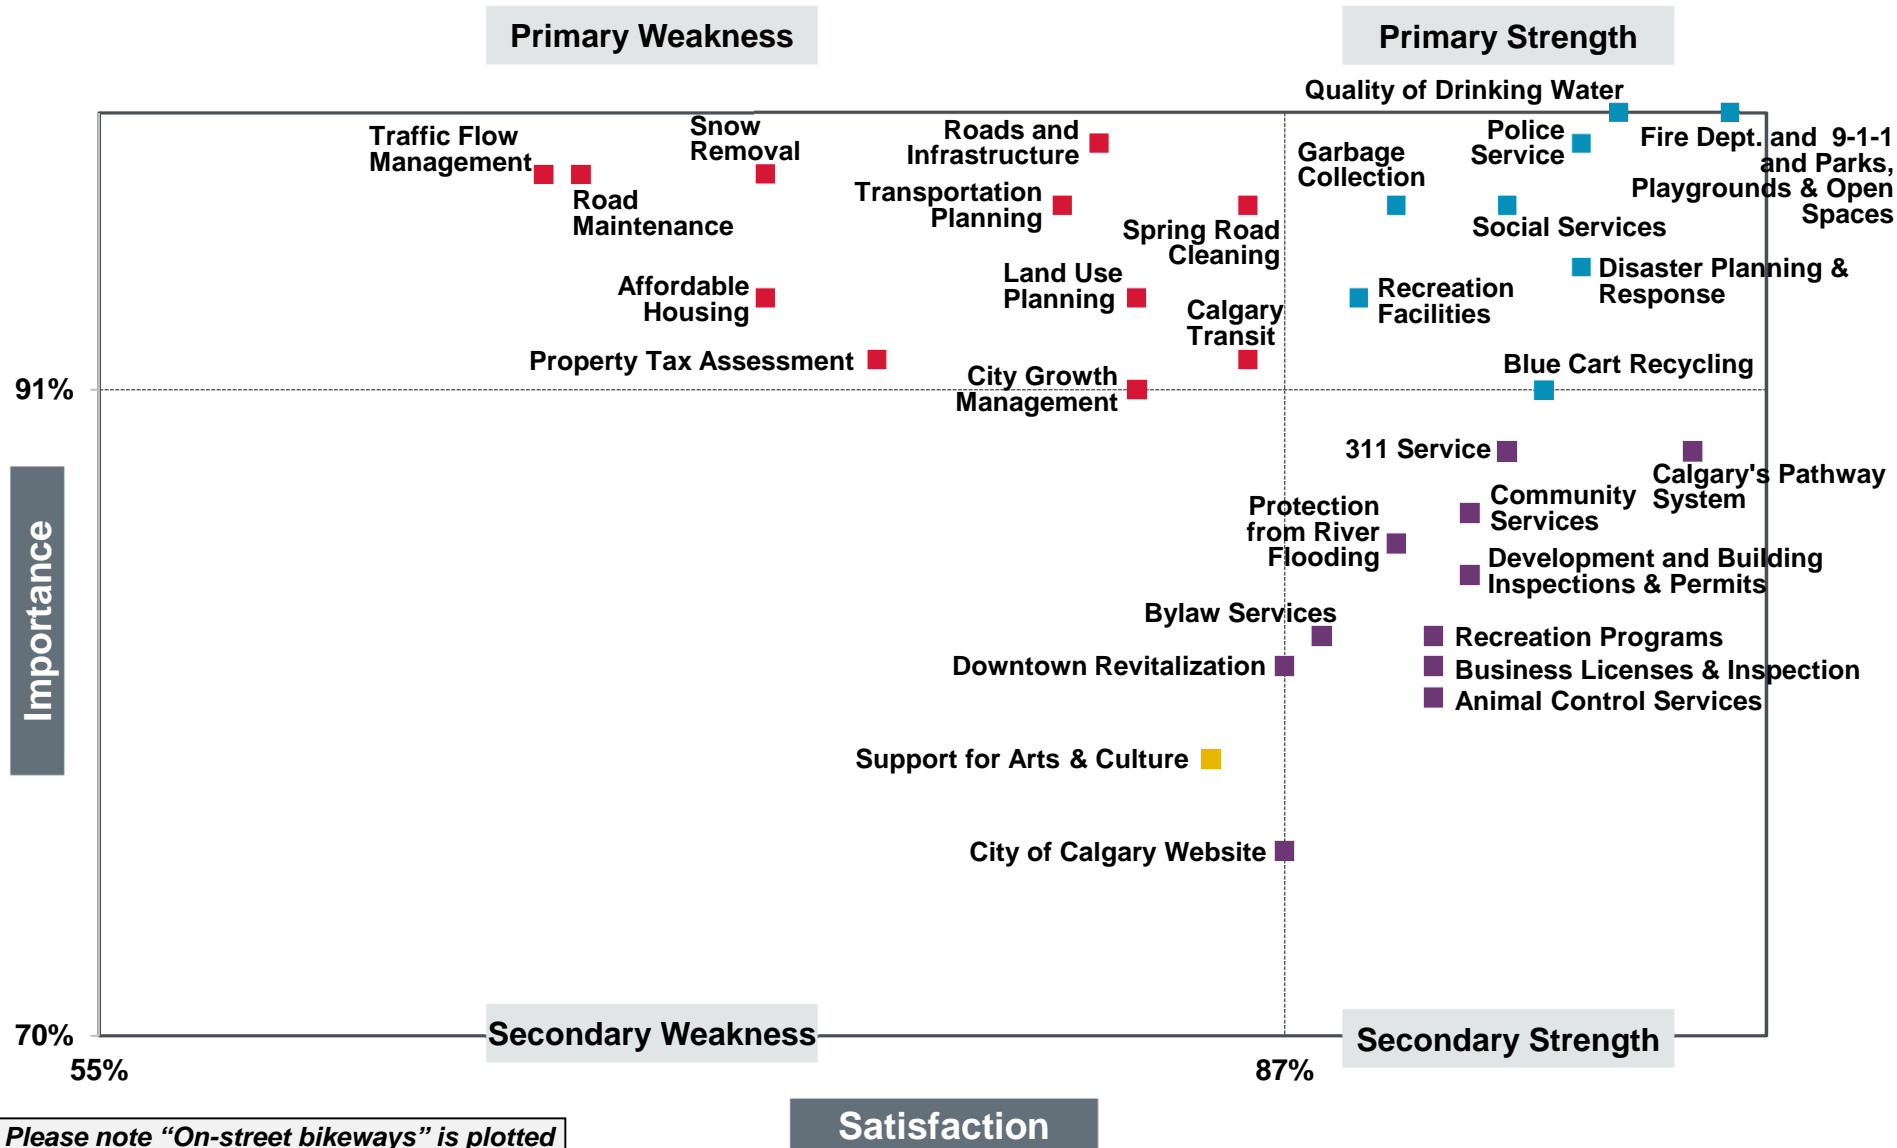 Primary Weakness
Primary Strength
Quality of Drinking Water
Traffic Flow
Management
Snow
Removal
Roads and
Infrastructure
Police
Service
Fire Dept. and 9-1-1
and Parks,
Playgrounds & Open
Spaces
Garbage
Collection
Road
Maintenance
Transportation
Planning
Spring Road
Cleaning
Social Services
Disaster Planning &
Response
Affordable
Housing
Land Use
Planning
Calgary
Transit
Recreation
Facilities
Property Tax Assessment
Blue Cart Recycling
City Growth
Management
91%
311 Service
Calgary's Pathway
System
Community
Services
Protection
from River
Flooding
Development and Building
Inspections & Permits
Importance
Bylaw Services
Recreation Programs
Downtown Revitalization
Business Licenses & Inspection
Animal Control Services
Support for Arts & Culture
City of Calgary Website
Secondary Weakness
Secondary Strength
70%
55%
87%
Satisfaction
Please note “On-street bikeways” is plotted